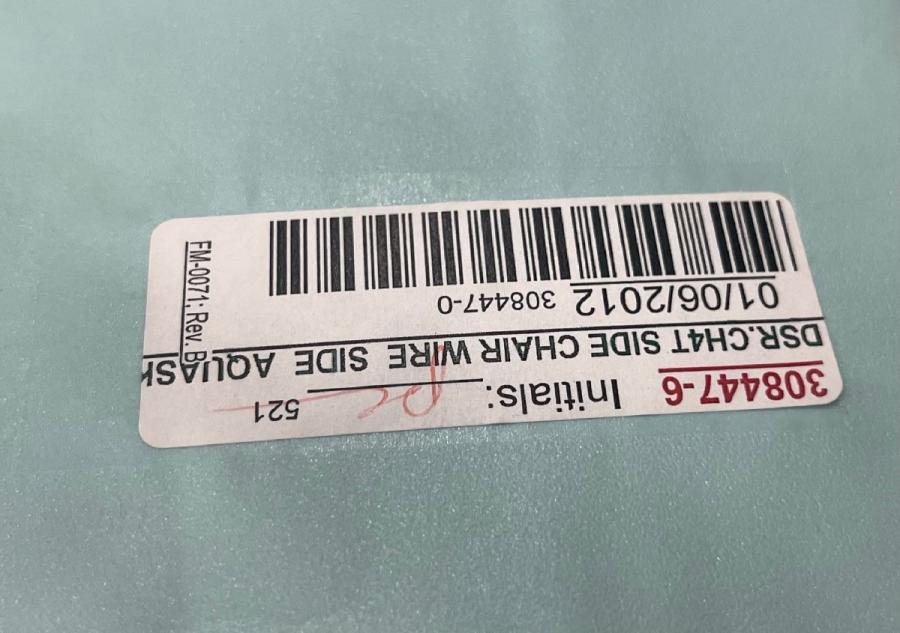 308447-6 Initials: 521
DSR.CH4T SIDE CHAIR WIRE SIDE AQUASK
01/06/2012 308447-0
FM-0071; Rev. B